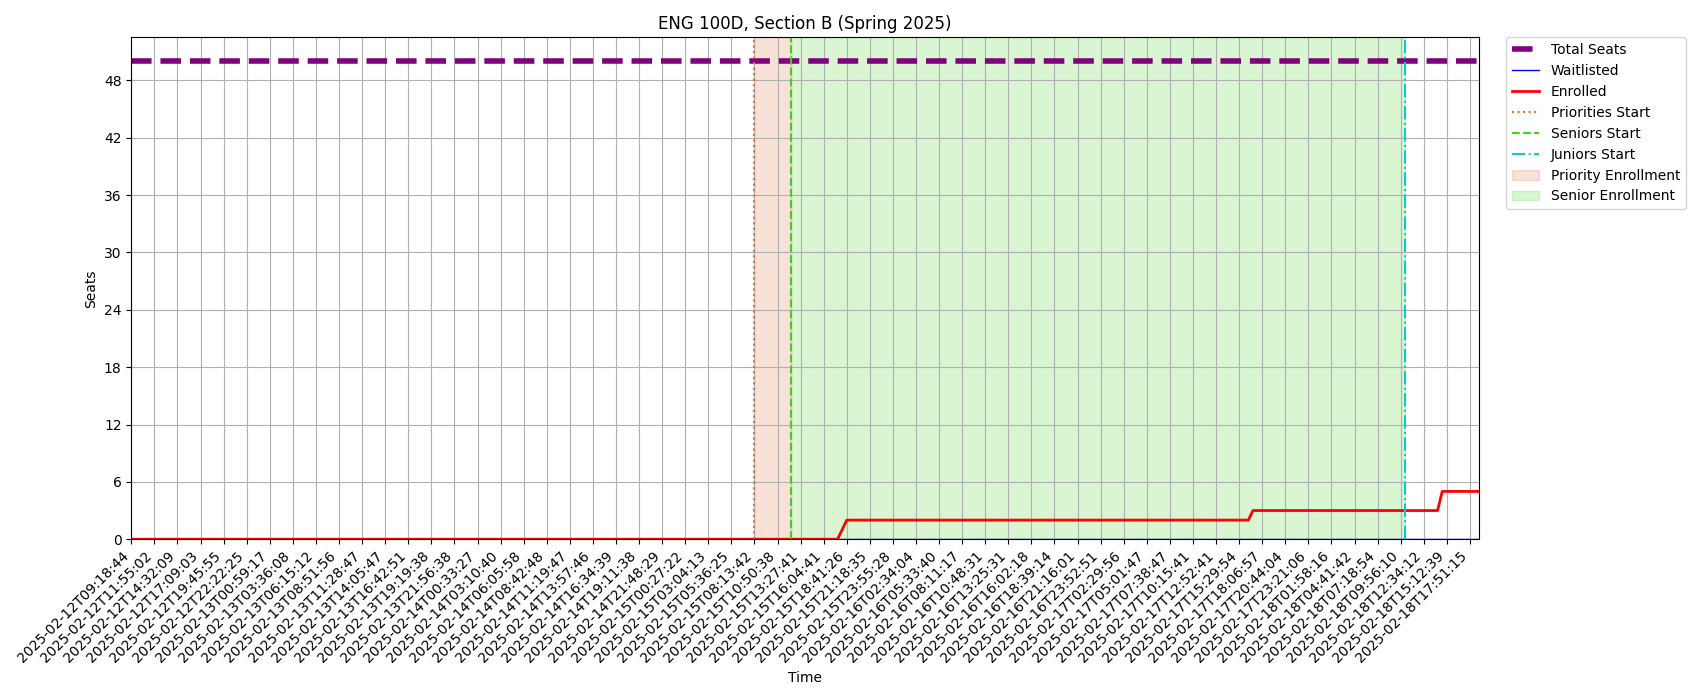 ENG 100D, Section B (Spring 2025)
Total Seats
Waitlisted
Enrolled
Priorities Start
Seniors Start
Juniors Start
Priority Enrollment
Senior Enrollment
Seats
48
42
36
30
24
18
12
6
0
2025-02-12T09:18:44
2025-02-12T11:55:02
2025-02-12T14:32:09
2025-02-12T17:09:03
2025-02-12T19:45:55
2025-02-12T22:22:25
2025-02-13T00:59:17
2025-02-13T03:36:08
2025-02-13T06:15:12
2025-02-13T08:51:56
2025-02-13T11:28:47
2025-02-13T14:05:47
2025-02-13T16:42:51
2025-02-13T19:19:38
2025-02-13T21:56:38
2025-02-14T00:33:27
2025-02-14T03:10:40
2025-02-14T06:05:58
2025-02-14T08:42:48
2025-02-14T11:19:47
2025-02-14T13:57:46
2025-02-14T16:34:39
2025-02-14T19:11:38
2025-02-14T21:48:29
2025-02-15T00:27:22
2025-02-15T03:04:13
2025-02-15T05:36:25
2025-02-15T08:13:42
2025-02-15T10:50:38
2025-02-15T13:27:41
2025-02-15T16:04:41
2025-02-15T18:41:26
2025-02-15T21:18:35
2025-02-15T23:55:28
2025-02-16T02:34:04
2025-02-16T05:33:40
2025-02-16T08:11:17
2025-02-16T10:48:31
2025-02-16T13:25:31
2025-02-16T16:02:18
2025-02-16T18:39:14
2025-02-16T21:16:01
2025-02-16T23:52:51
2025-02-17T02:29:56
2025-02-17T05:01:47
2025-02-17T07:38:47
2025-02-17T10:15:41
2025-02-17T12:52:41
2025-02-17T15:29:54
2025-02-17T18:06:57
2025-02-17T20:44:04
2025-02-17T23:21:06
2025-02-18T01:58:16
2025-02-18T04:41:42
2025-02-18T07:18:54
2025-02-18T09:56:10
2025-02-18T12:34:12
2025-02-18T15:12:39
2025-02-18T17:51:15
Time